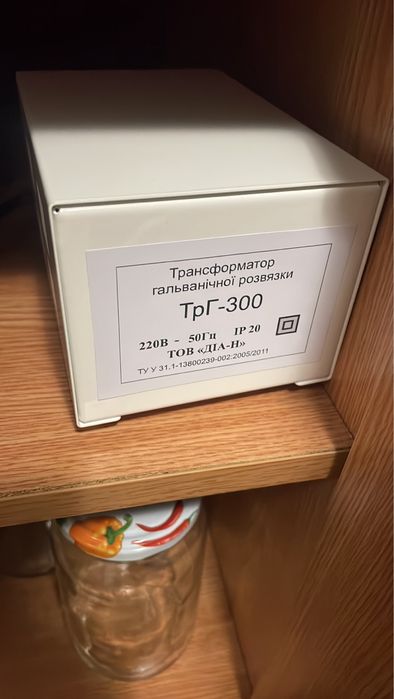 Трансформатор
гальванічної розвязки
ТрГ-300
220В - 50Гц IP 20
ТОВ «ДІА-Н»
ТУ У 31.1-13800239-002:2005/2011